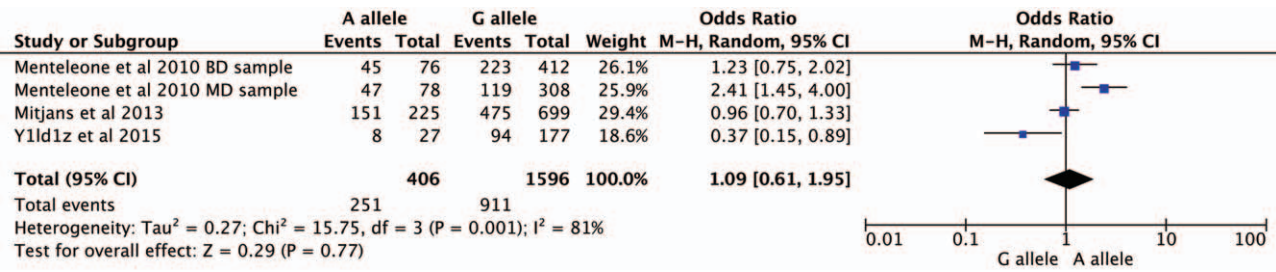 A allele G allele Odds Ratio Odds Ratio
Study or Subgroup Events Total Events Total Weight M-H, Random, 95% CI M-H, Random, 95% CI
Menteleone et al 2010 BD sample 45 76 223 412 26.1% 1.23 [0.75, 2.02]
Menteleone et al 2010 MD sample 47 78 119 308 25.9% 2.41 [1.45, 4.00]
Mitjans et al 2013 151 225 475 699 29.4% 0.96 [0.70, 1.33]
Y1ld1z et al 2015 8 27 94 177 18.6% 0.37 [0.15, 0.89]
Total (95% CI) 406 1596 100.0% 1.09 [0.61, 1.95]
Total events 251 911
Heterogeneity: Tau² = 0.27; Chi² = 15.75, df = 3 (P = 0.001); I² = 81%
Test for overall effect: Z = 0.29 (P = 0.77)
0.01 0.1 1 10 100
G allele A allele